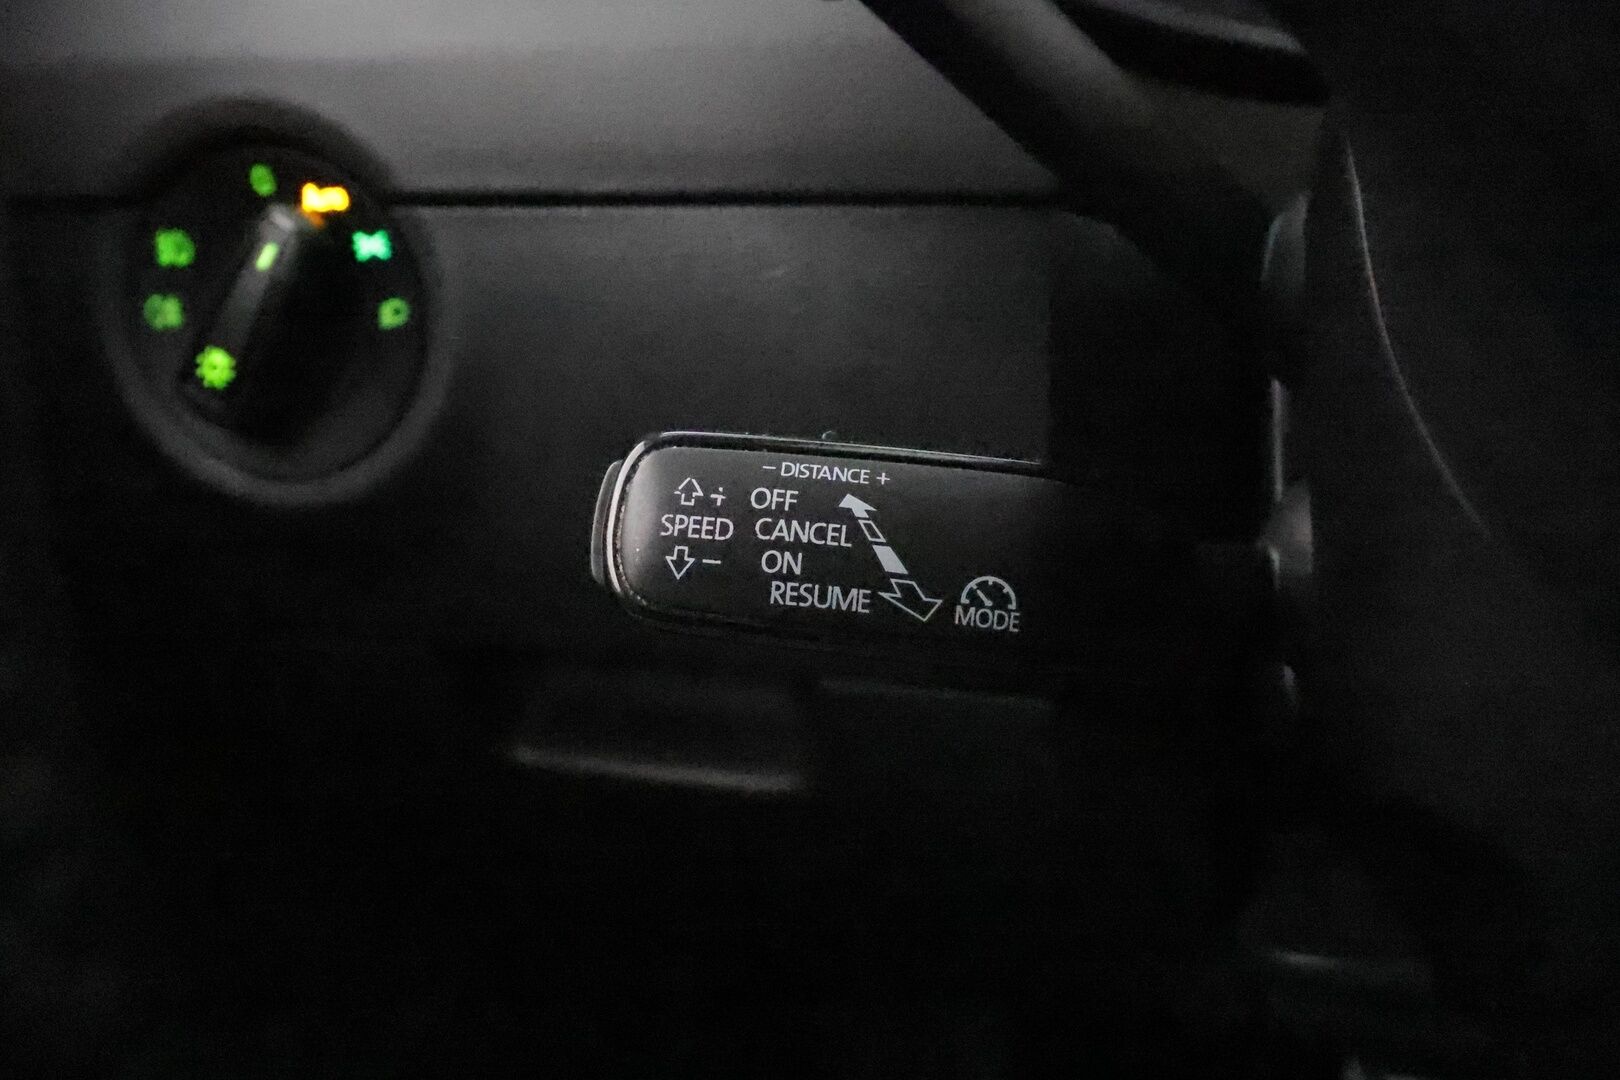 − DISTANCE +
+ OFF
SPEED CANCEL
− ON
RESUME
MODE